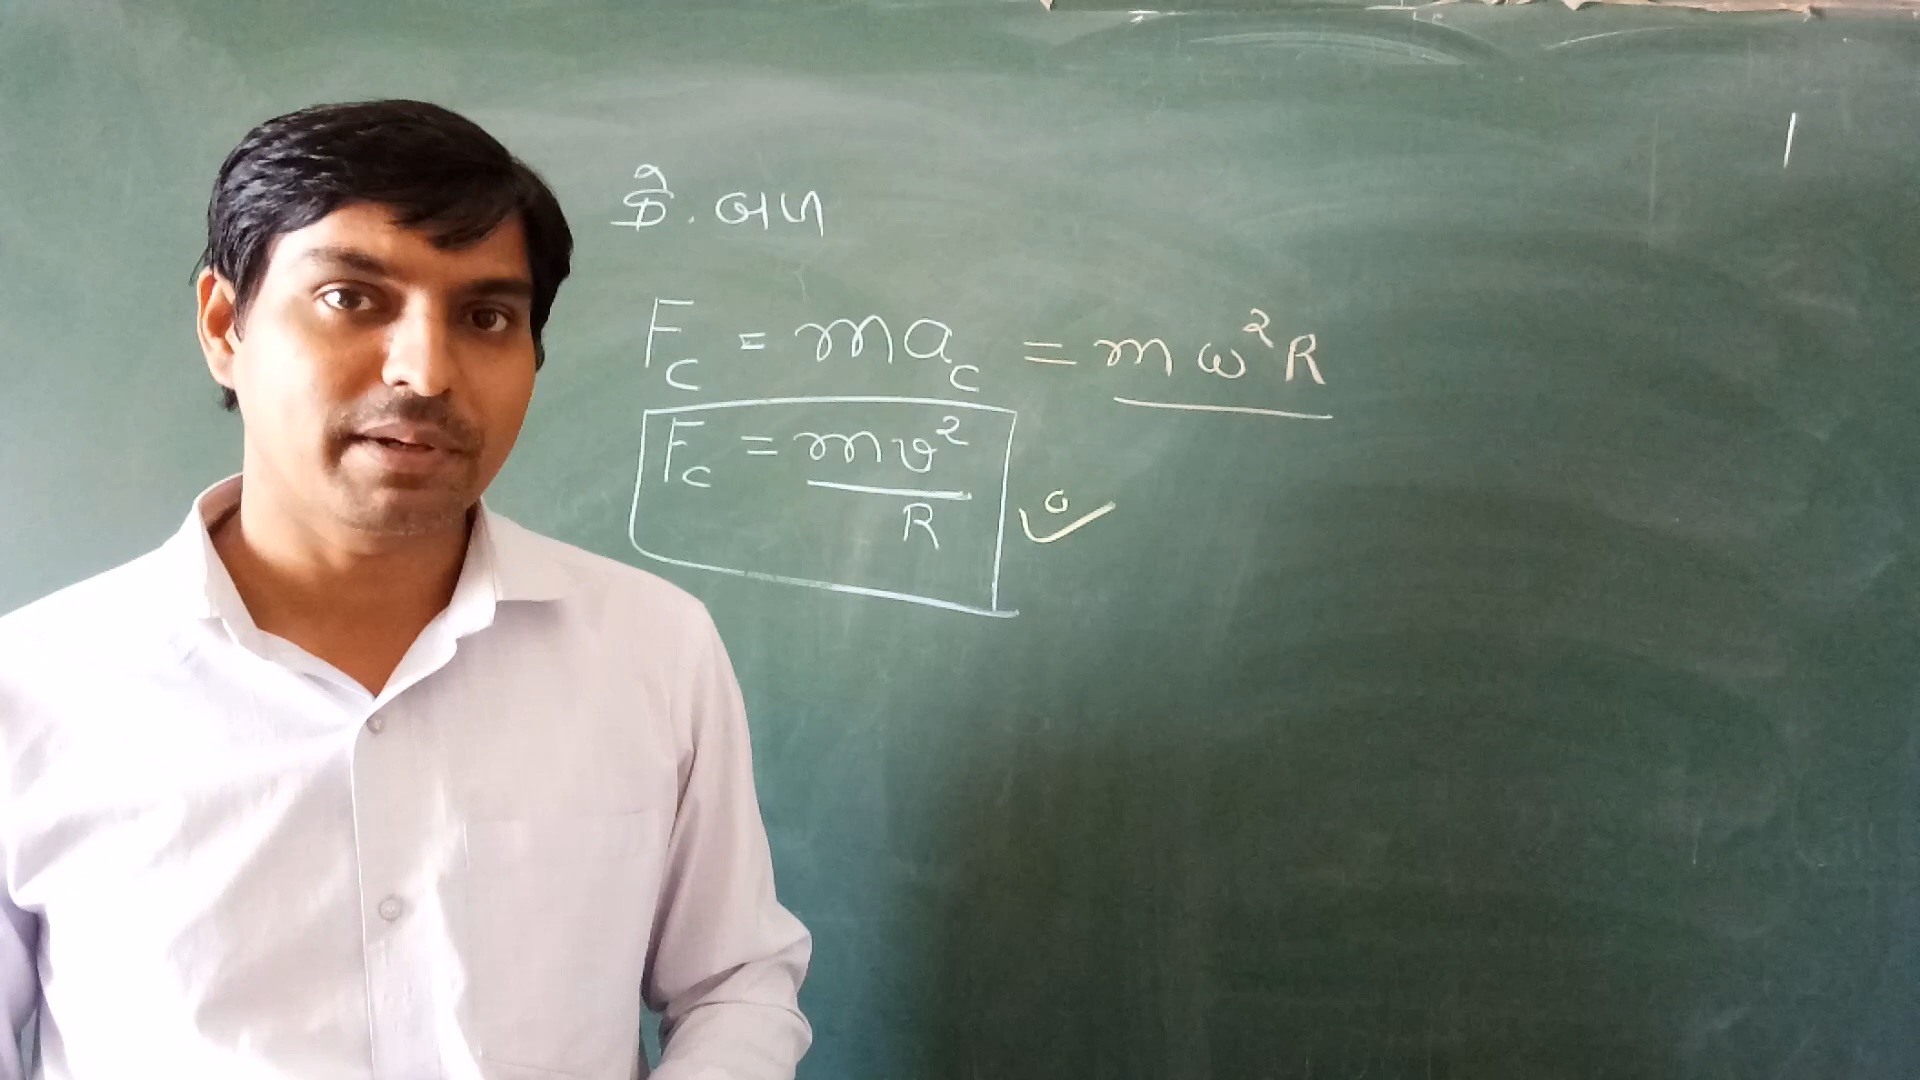 કે. બળ
F_c = ma_c = mω²R
F_c = mv²/R